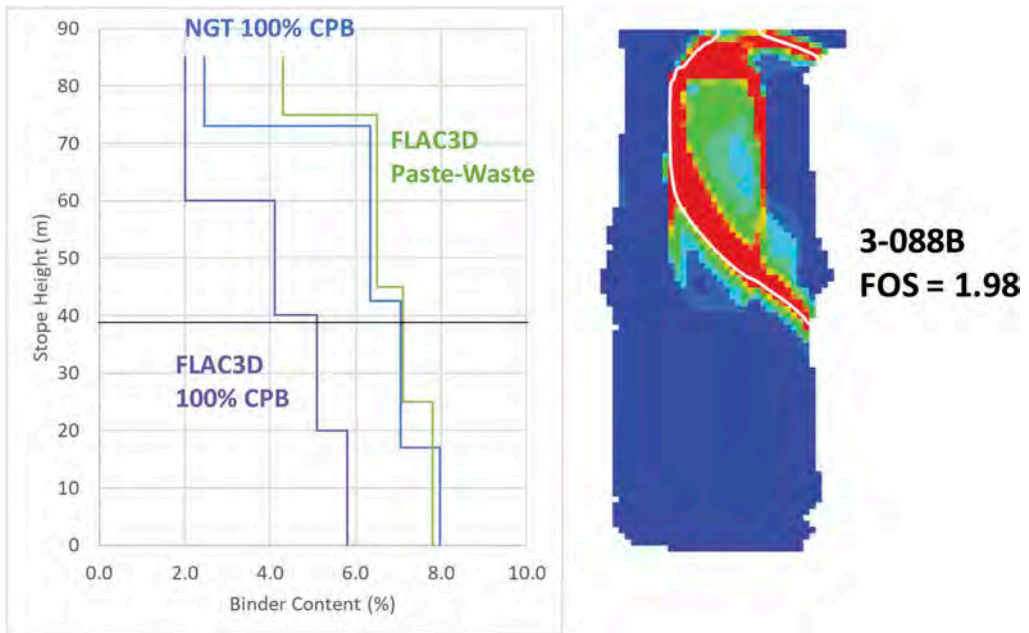 NGT 100% CPB
FLAC3D
Paste-Waste
FLAC3D
100% CPB
Stope Height (m)
90
80
70
60
50
40
30
20
10
0
0.0 2.0 4.0 6.0 8.0 10.0
Binder Content (%)
3-088B
FOS = 1.98